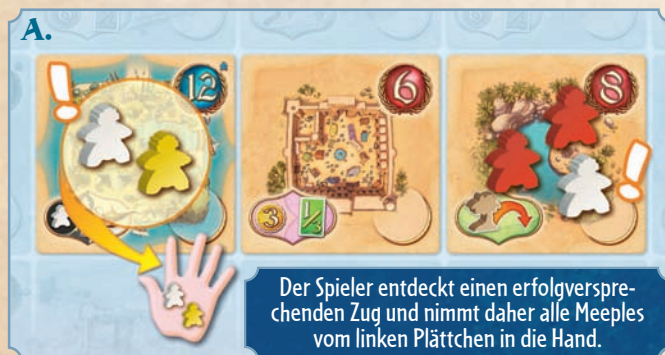 A.
12
6
8
3
1/3
Der Spieler entdeckt einen erfolgverspre-
chenden Zug und nimmt daher alle Meeples
vom linken Plättchen in die Hand.